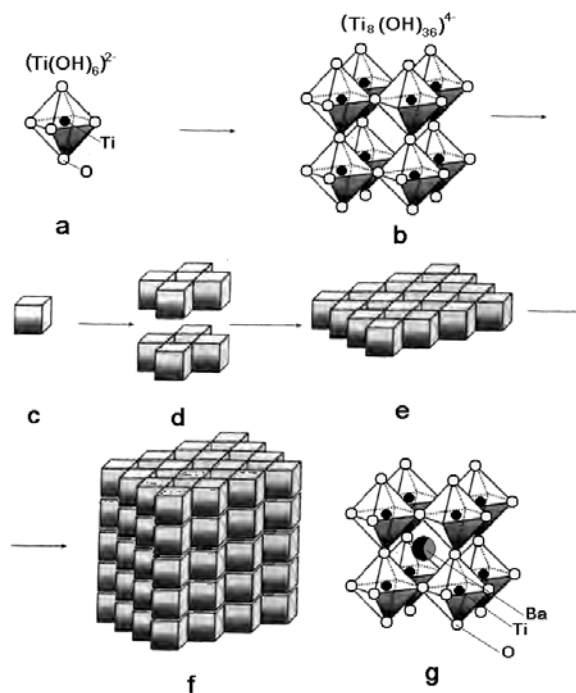 (Ti(OH)₆)²⁻
(Ti₈(OH)₃₆)⁴⁻
Ti
O
a
b
c
d
e
Ba
Ti
O
f
g